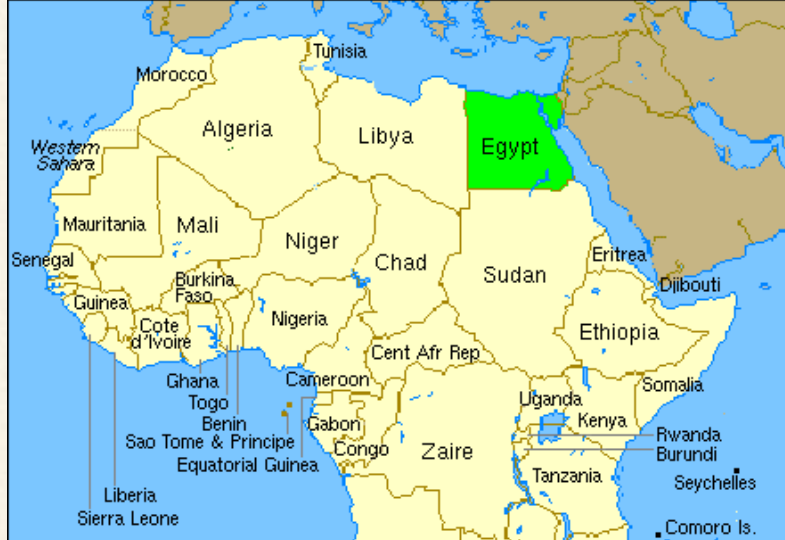 Tunisia
Morocco
Algeria
Libya
Egypt
Western
Sahara
Mauritania
Mali
Niger
Chad
Sudan
Eritrea
Senegal
Djibouti
Burkina
Faso
Guinea
Nigeria
Cote
d'Ivoire
Ethiopia
Cent Afr Rep
Ghana
Cameroon
Somalia
Togo
Uganda
Benin
Gabon
Kenya
Sao Tome & Principe
Congo
Rwanda
Equatorial Guinea
Zaire
Burundi
Tanzania
Seychelles
Liberia
Sierra Leone
Comoro Is.